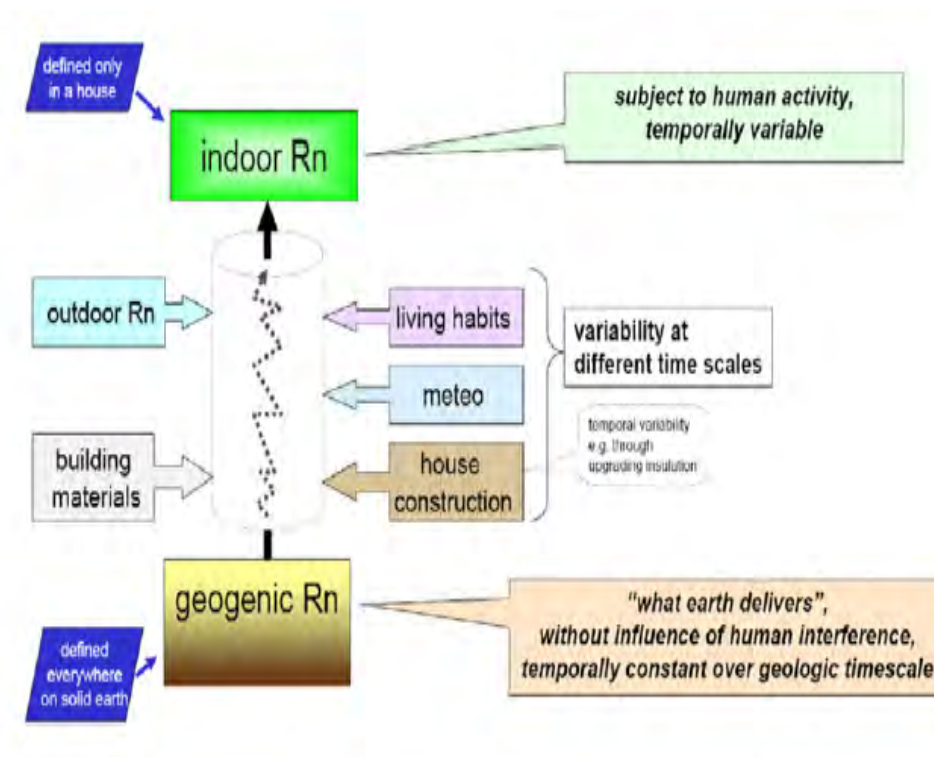 defined only
in a house
indoor Rn
subject to human activity,
temporally variable
outdoor Rn
living habits
variability at
different time scales
meteo
temporal variability
e.g. through
upgrading insulution
building
materials
house
construction
geogenic Rn
"what earth delivers",
without influence of human interference,
temporally constant over geologic timescale
defined
everywhere
on solid earth